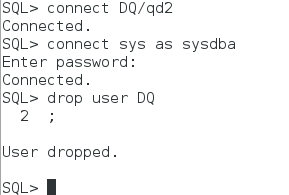 SQL> connect DQ/qd2
Connected.
SQL> connect sys as sysdba
Enter password:
Connected.
SQL> drop user DQ
  2  ;
User dropped.
SQL>